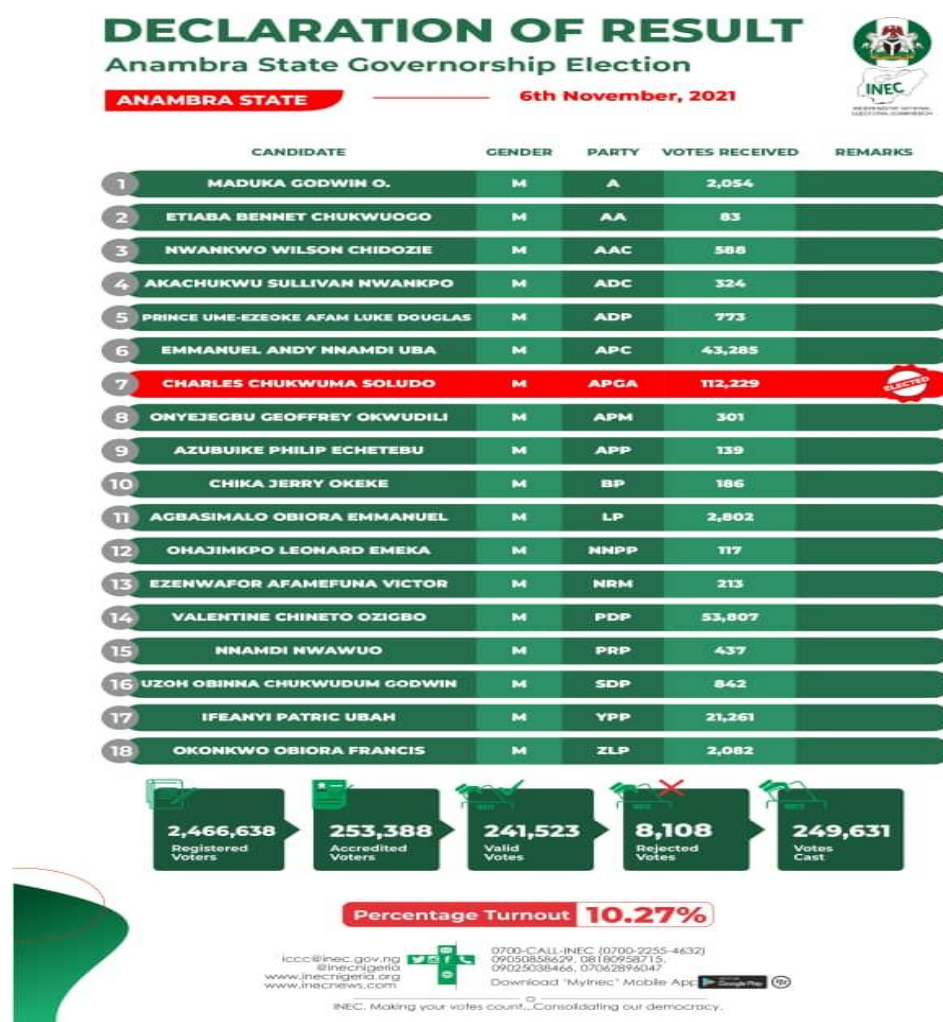 DECLARATION OF RESULT
Anambra State Governorship Election
INEC
INDEPENDENT NATIONAL
ELECTORAL COMMISSION
ANAMBRA STATE 6th November, 2021
CANDIDATE GENDER PARTY VOTES RECEIVED REMARKS
1 MADUKA GODWIN O. M A 2,054
2 ETIABA BENNET CHUKWUOGO M AA 83
3 NWANKWO WILSON CHIDOZIE M AAC 588
4 AKACHUKWU SULLIVAN NWANKPO M ADC 324
5 PRINCE UME-EZEOKE AFAM LUKE DOUGLAS M ADP 773
6 EMMANUEL ANDY NNAMDI UBA M APC 43,285
7 CHARLES CHUKWUMA SOLUDO M APGA 112,229 ELECTED
8 ONYEJEGBU GEOFFREY OKWUDILI M APM 301
9 AZUBUIKE PHILIP ECHETEBU M APP 139
10 CHIKA JERRY OKEKE M BP 186
11 AGBASIMALO OBIORA EMMANUEL M LP 2,802
12 OHAJIMKPO LEONARD EMEKA M NNPP 117
13 EZENWAFOR AFAMEFUNA VICTOR M NRM 213
14 VALENTINE CHINETO OZIGBO M PDP 53,807
15 NNAMDI NWAWUO M PRP 437
16 UZOH OBINNA CHUKWUDUM GODWIN M SDP 842
17 IFEANYI PATRIC UBAH M YPP 21,261
18 OKONKWO OBIORA FRANCIS M ZLP 2,082
2,466,638 253,388 241,523 8,108 249,631
Registered Accredited Valid Rejected Votes
Voters Voters Votes Votes Cast
Percentage Turnout 10.27%
iccc@inec.gov.ng
@inecnigeria
www.inecnigeria.org
www.inecnews.com
0700-CALL-INEC (0700-2255-4632)
09050858629, 08180958715,
09025038466, 07062896047
Download 'MyInec' Mobile App Google Play
INEC, Making your votes count...Consolidating our democracy.